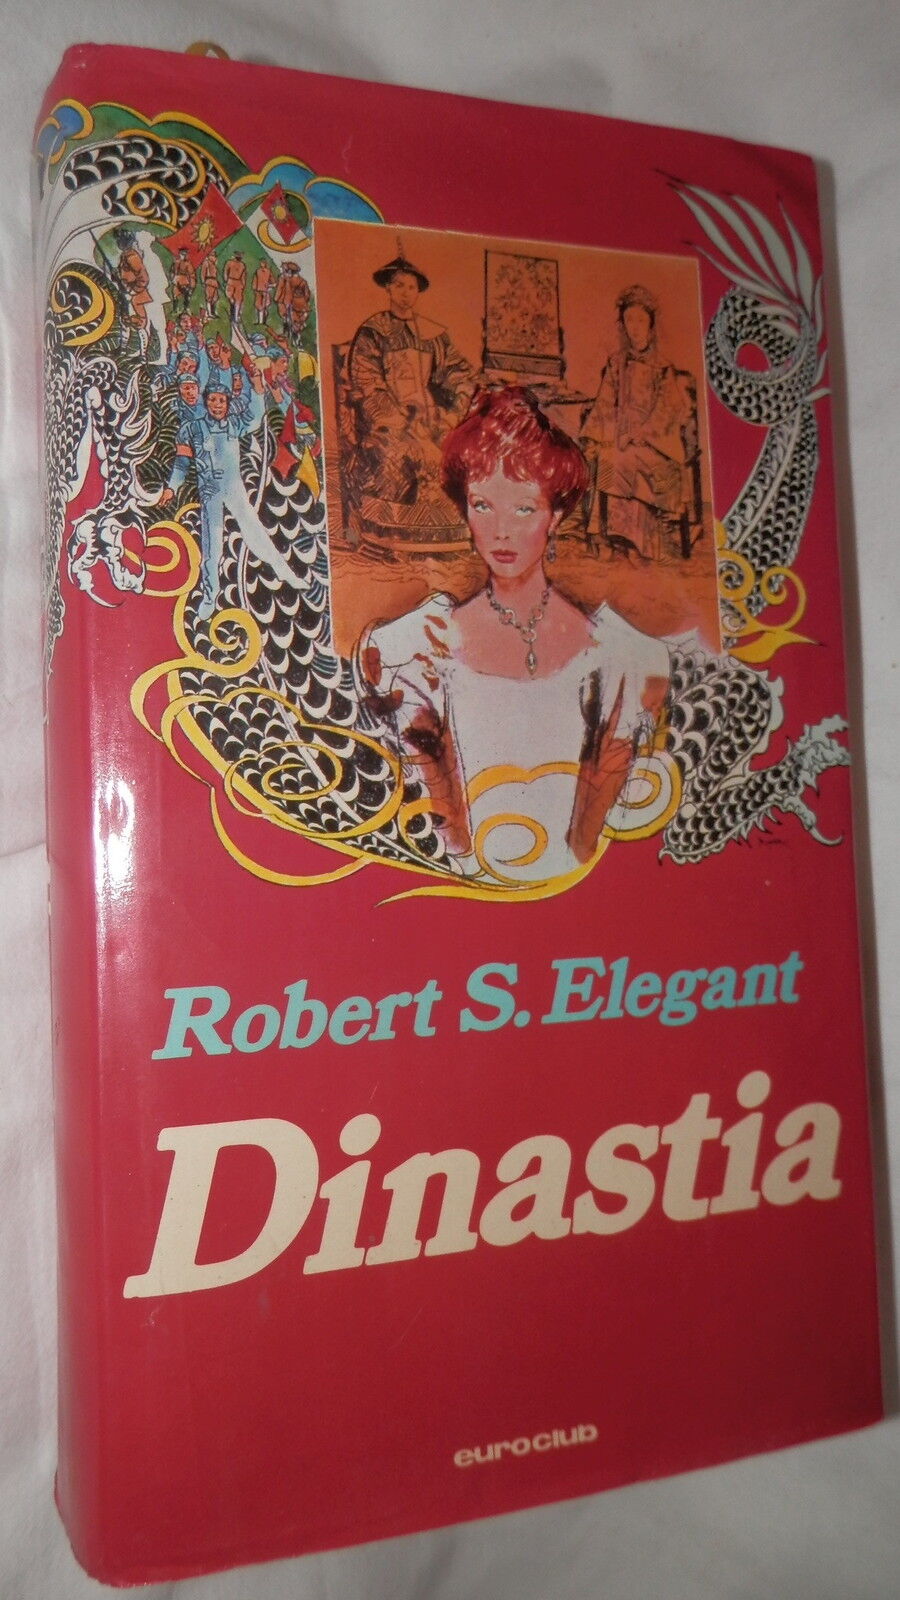 Robert S. Elegant
Dinastia
euroclub